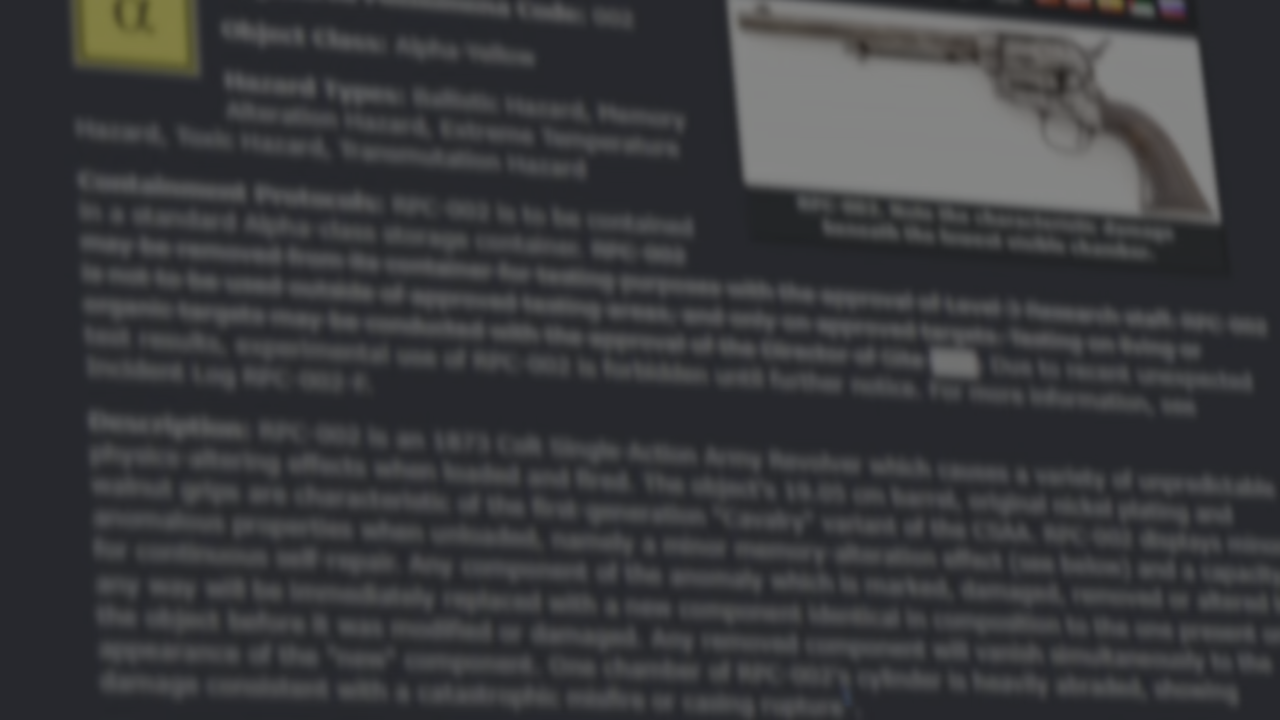 α
Code: 002
Object Class: Alpha-Yellow
Hazard Types: Ballistic Hazard, Memory
Alteration Hazard, Extreme Temperature
Hazard, Toxic Hazard, Transmutation Hazard
RPC-002. Note the characteristic damage
beneath the lowest visible chamber.
Containment Protocols: RPC-002 is to be contained
in a standard Alpha-class storage container. RPC-002
may be removed from its container for testing purposes with the approval of Level-3 Research staff. RPC-002
is not to be used outside of approved testing areas, and only on approved targets. Testing on living or
organic targets may be conducted with the approval of the Director of Site . Due to recent unexpected
test results, experimental use of RPC-002 is forbidden until further notice. For more information, see
Incident Log RPC-002-F.
Description: RPC-002 is an 1873 Colt Single-Action Army Revolver which causes a variety of unpredictable
physics-altering effects when loaded and fired. The object's 19.05 cm barrel, original nickel plating and
walnut grips are characteristic of the first-generation "Cavalry" variant of the CSAA. RPC-002 displays minor
anomalous properties when unloaded, namely a minor memory-alteration effect (see below) and a capacity
for continuous self-repair. Any component of the anomaly which is marked, damaged, removed or altered in
any way will be immediately replaced with a new component identical in composition to the one present
the object before it was modified or damaged. Any removed component will vanish simultaneously to the
appearance of the "new" component. One chamber of RPC-002's cylinder is heavily abraded, showing
damage consistent with a catastrophic misfire or casing rupture.